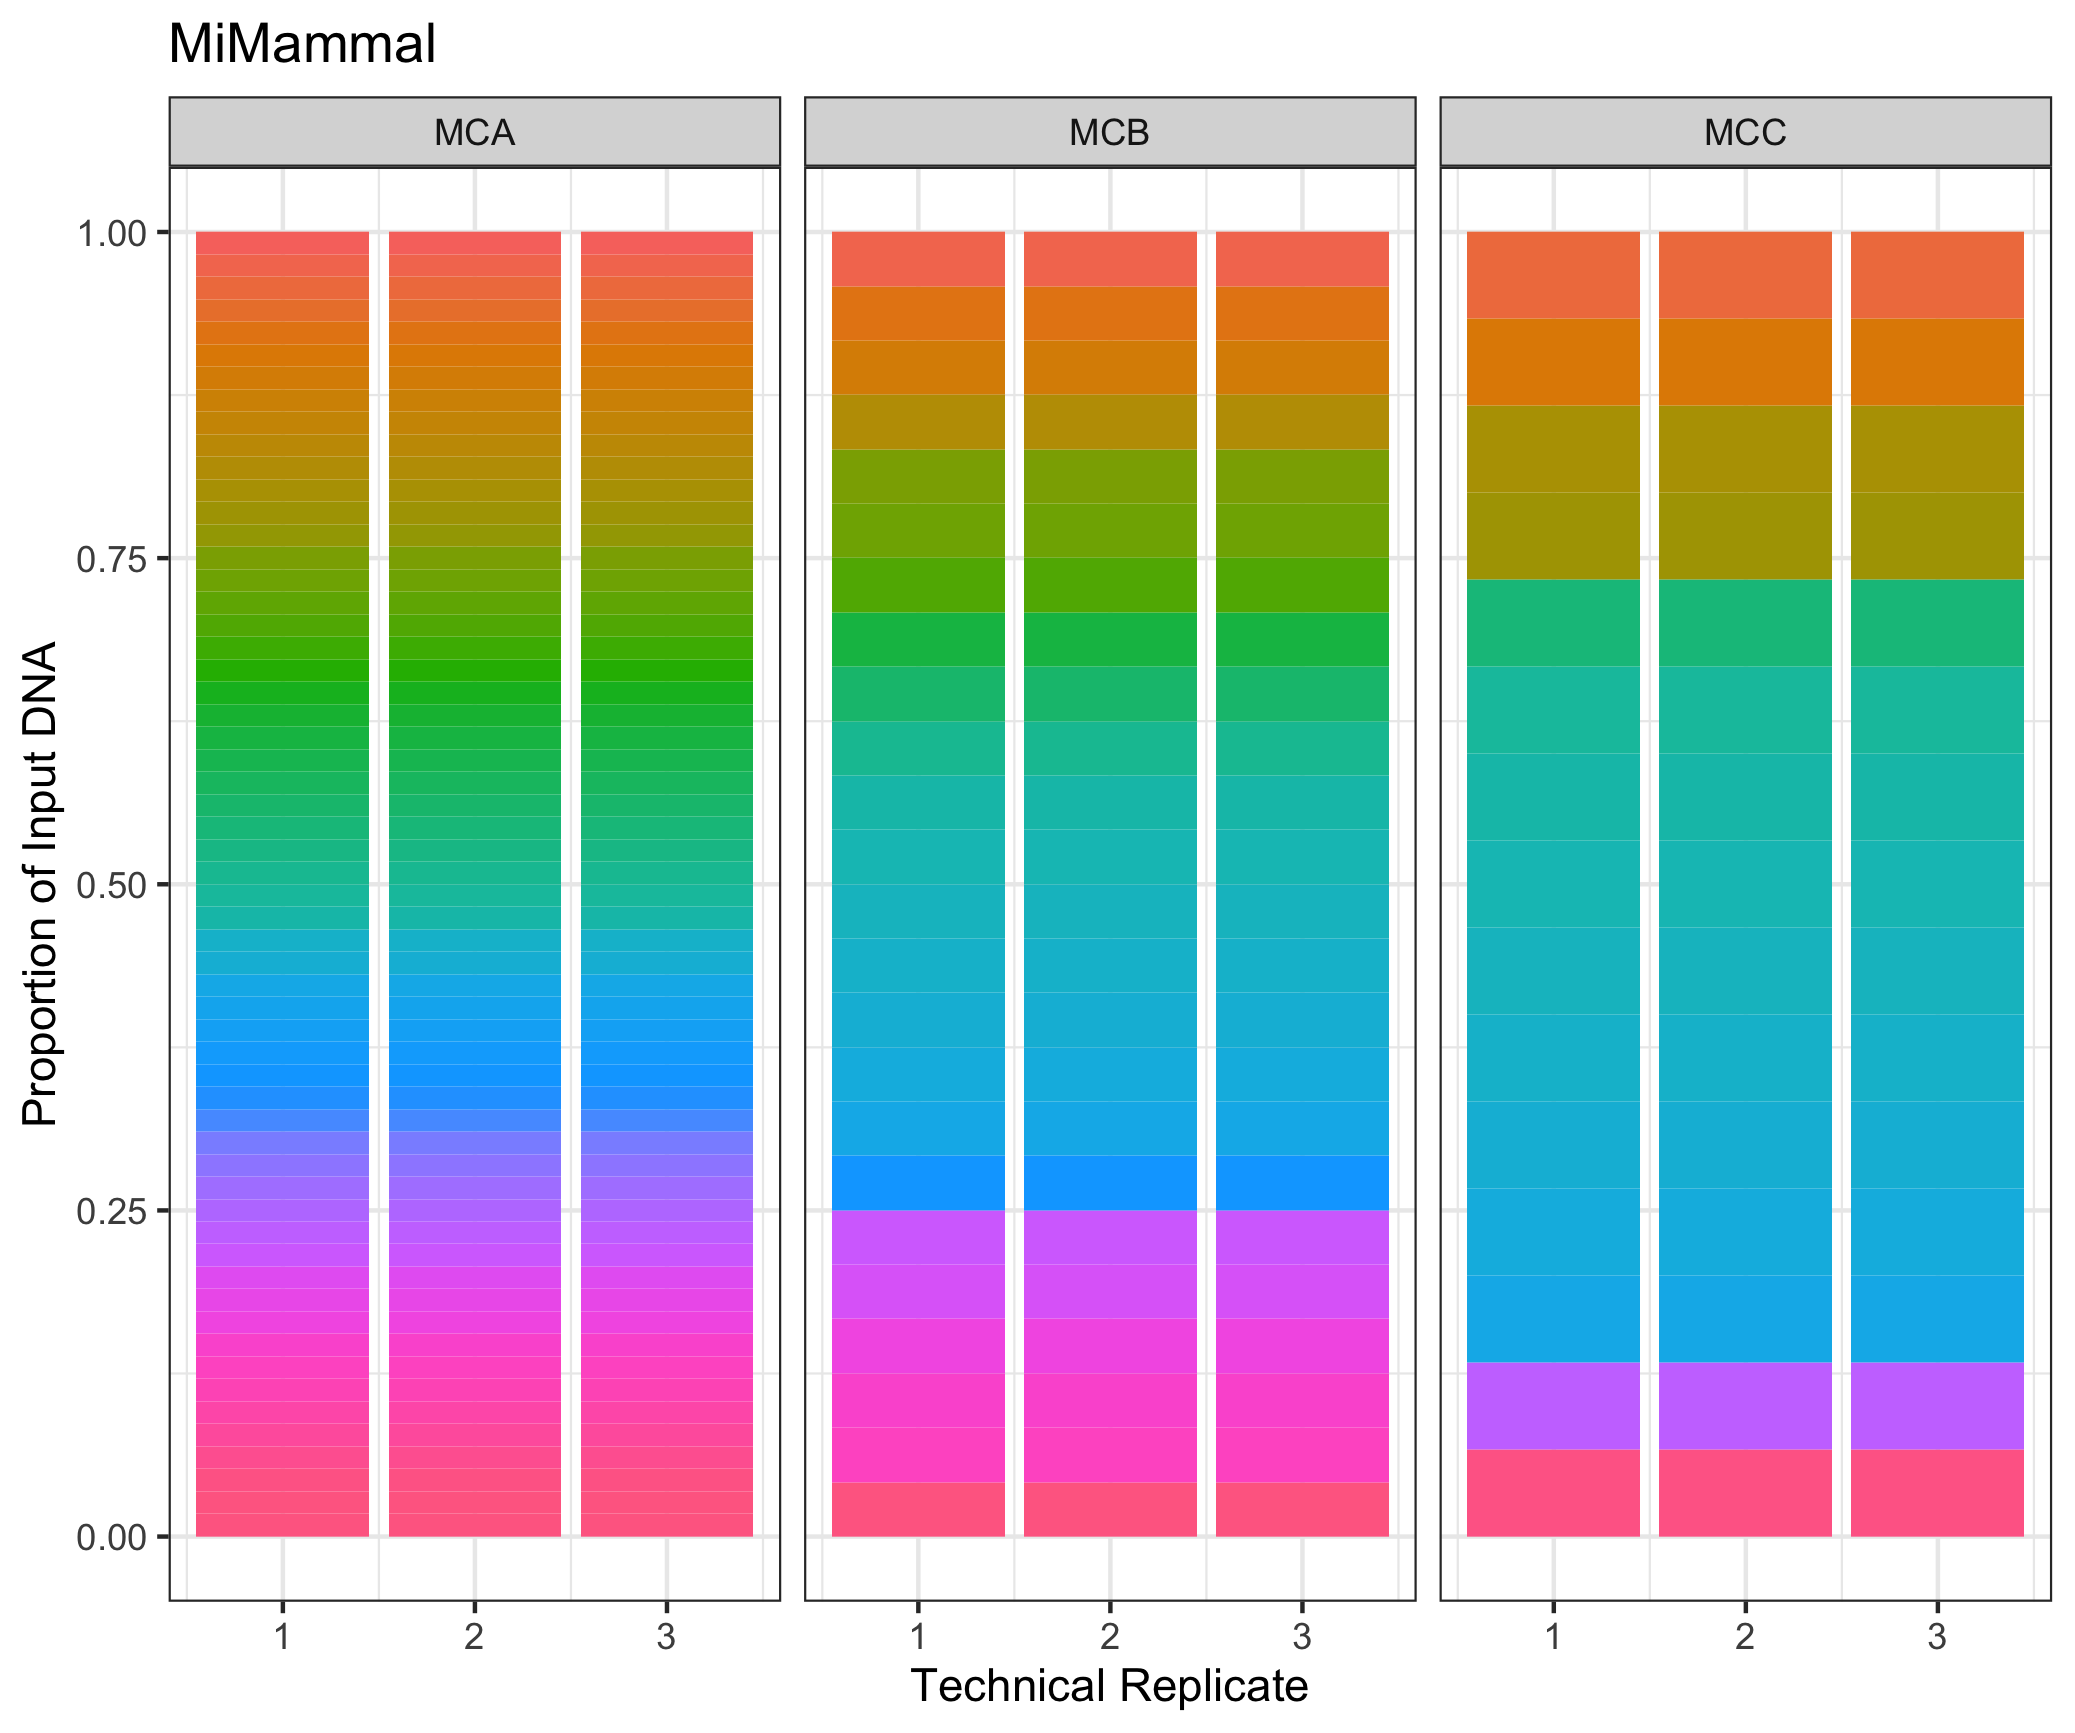 MiMammal
MCA MCB MCC
Proportion of Input DNA
1.00
0.75
0.50
0.25
0.00
1 2 3 1 2 3 1 2 3
Technical Replicate